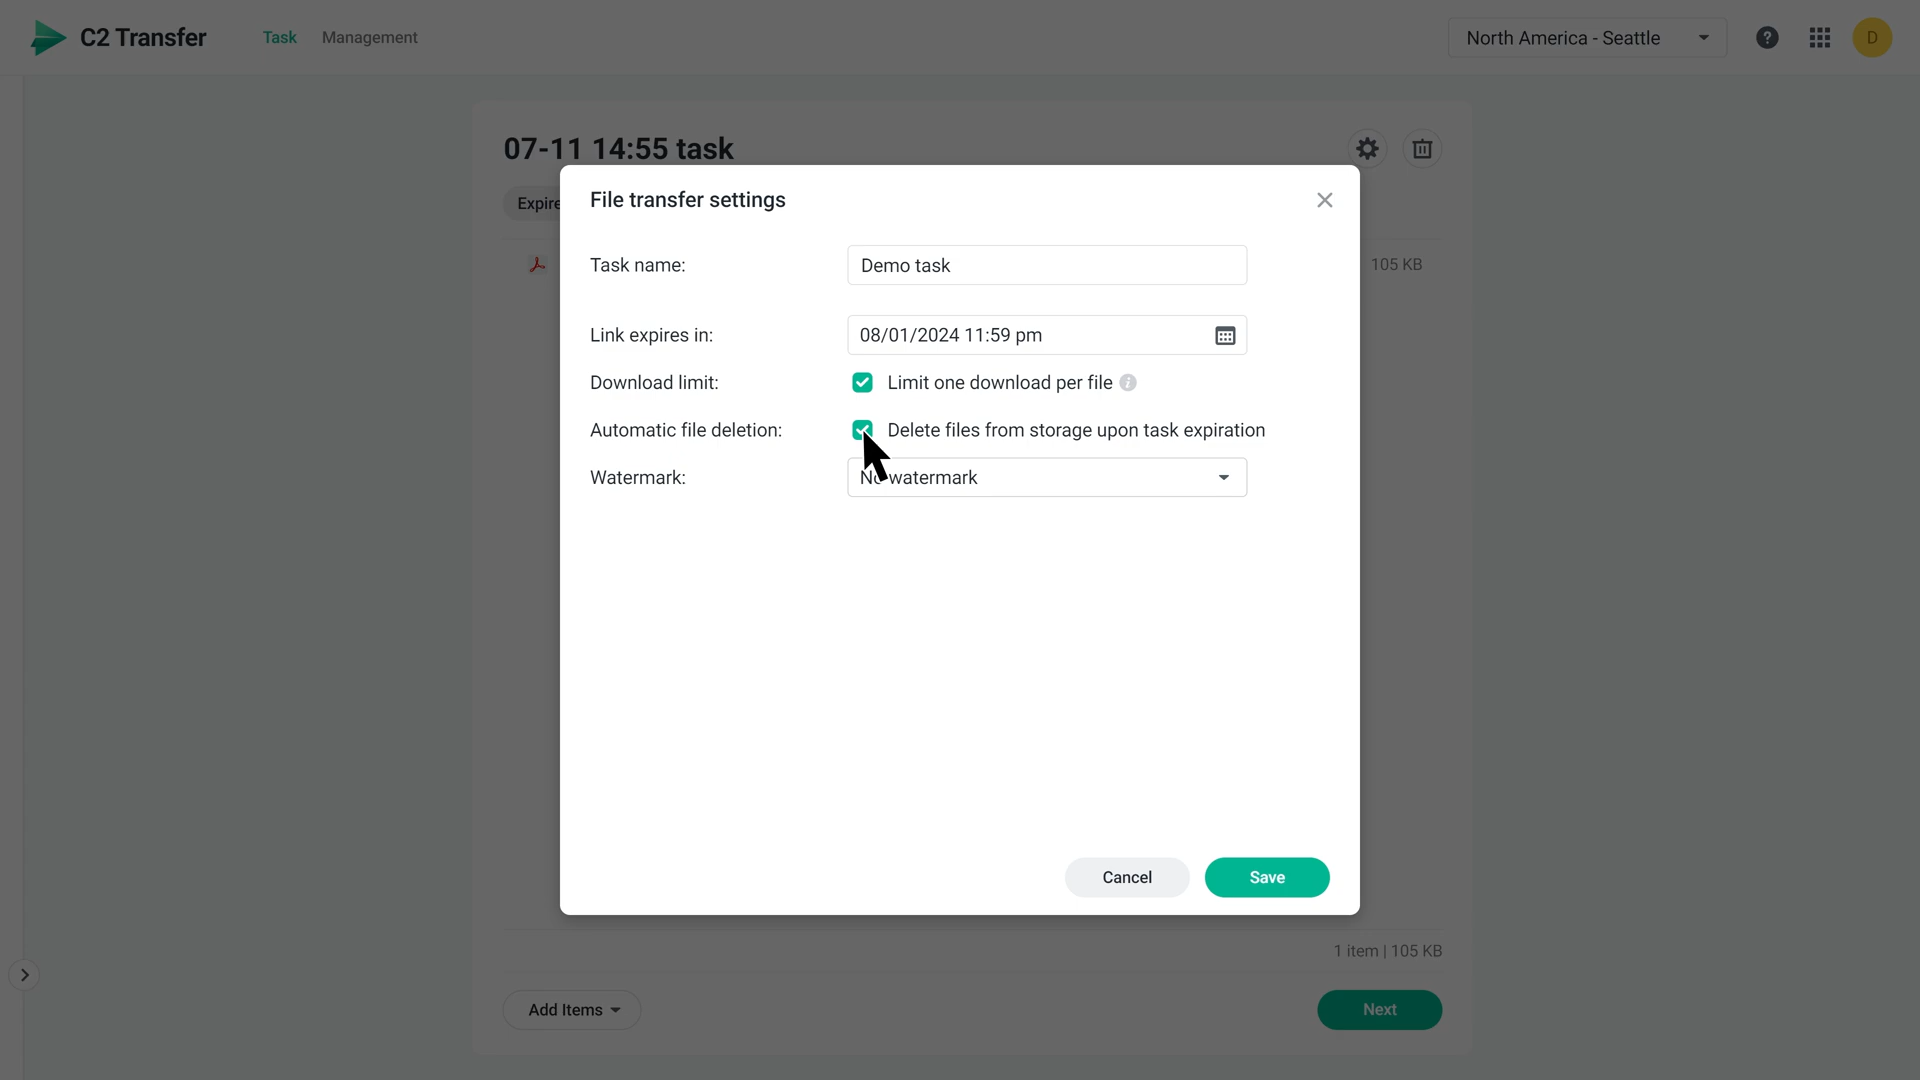 C2 Transfer
Task
Management
North America - Seattle
?
D
07-11 14:55 task
Expire
File transfer settings
Task name:
Demo task
105 KB
Link expires in:
08/01/2024 11:59 pm
Download limit:
Limit one download per file
Automatic file deletion:
Delete files from storage upon task expiration
Watermark:
No watermark
Cancel
Save
1 item | 105 KB
Add Items
Next